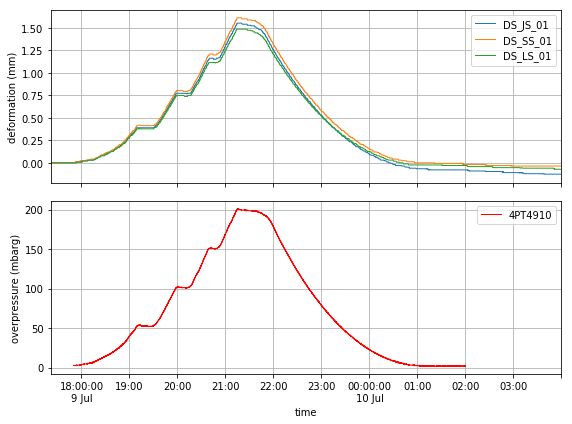 1.50
1.25
1.00
0.75
0.50
0.25
0.00
deformation (mm)
DS_JS_01
DS_SS_01
DS_LS_01
200
150
100
50
0
overpressure (mbarg)
4PT4910
18:00:00 19:00 20:00 21:00 22:00 23:00 00:00:00 01:00 02:00 03:00
9 Jul 10 Jul
time